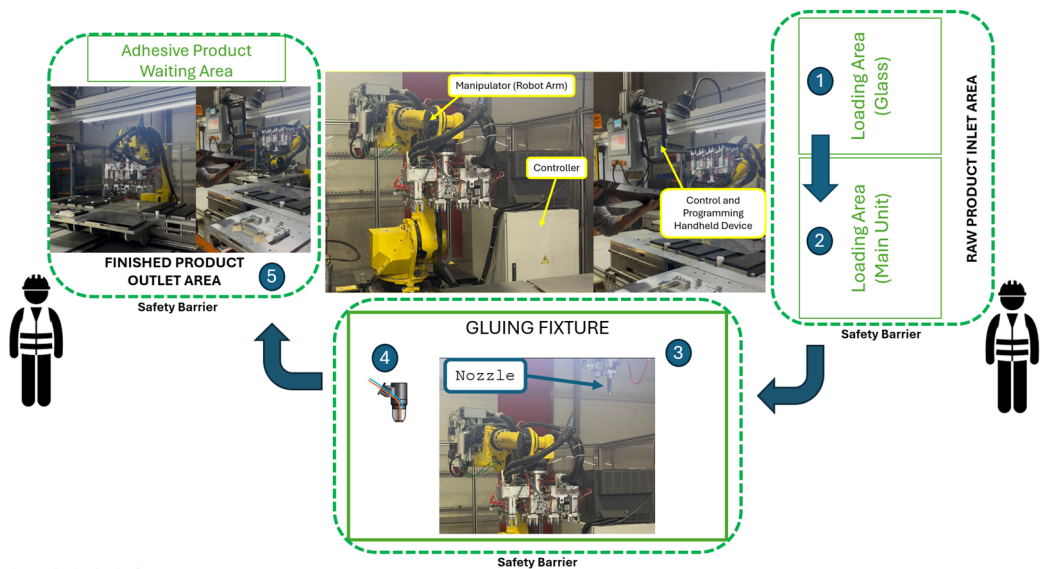 Adhesive Product
Waiting Area
FINISHED PRODUCT
OUTLET AREA
5
Safety Barrier
Manipulator (Robot Arm)
Controller
Control and
Programming
Handheld Device
1
Loading Area
(Glass)
2
Loading Area
(Main Unit)
RAW PRODUCT INLET AREA
Safety Barrier
GLUING FIXTURE
4
3
Nozzle
Safety Barrier